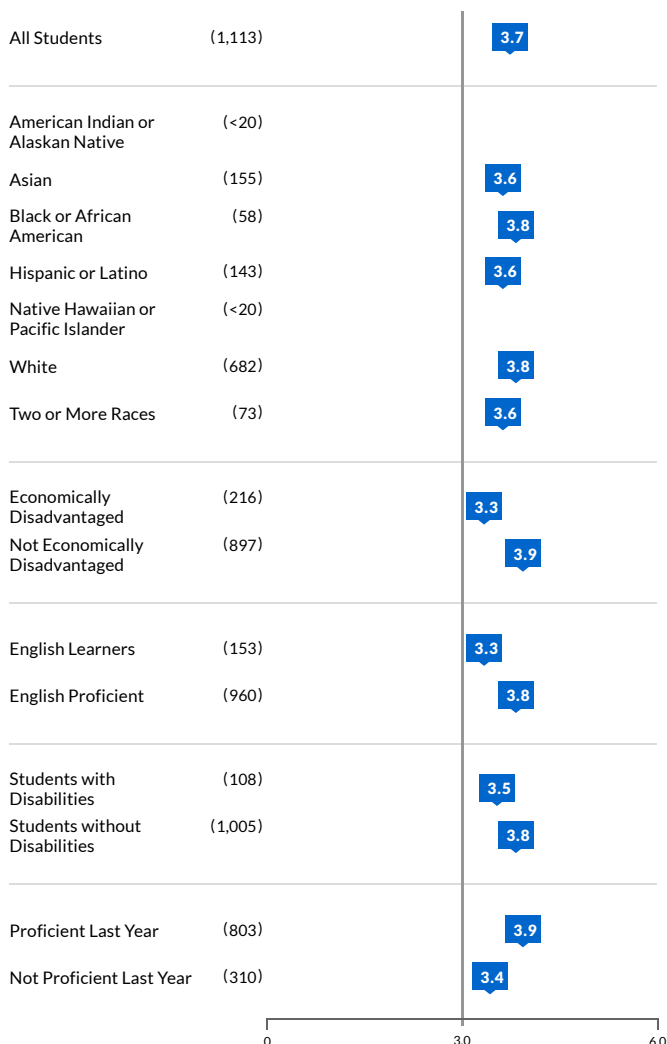 All Students (1,113) 3.7
American Indian or (<20)
Alaskan Native
Asian (155) 3.6
Black or African (58) 3.8
American
Hispanic or Latino (143) 3.6
Native Hawaiian or (<20)
Pacific Islander
White (682) 3.8
Two or More Races (73) 3.6
Economically (216) 3.3
Disadvantaged
Not Economically (897) 3.9
Disadvantaged
English Learners (153) 3.3
English Proficient (960) 3.8
Students with (108) 3.5
Disabilities
Students without (1,005) 3.8
Disabilities
Proficient Last Year (803) 3.9
Not Proficient Last Year (310) 3.4
0 3.0 6.0